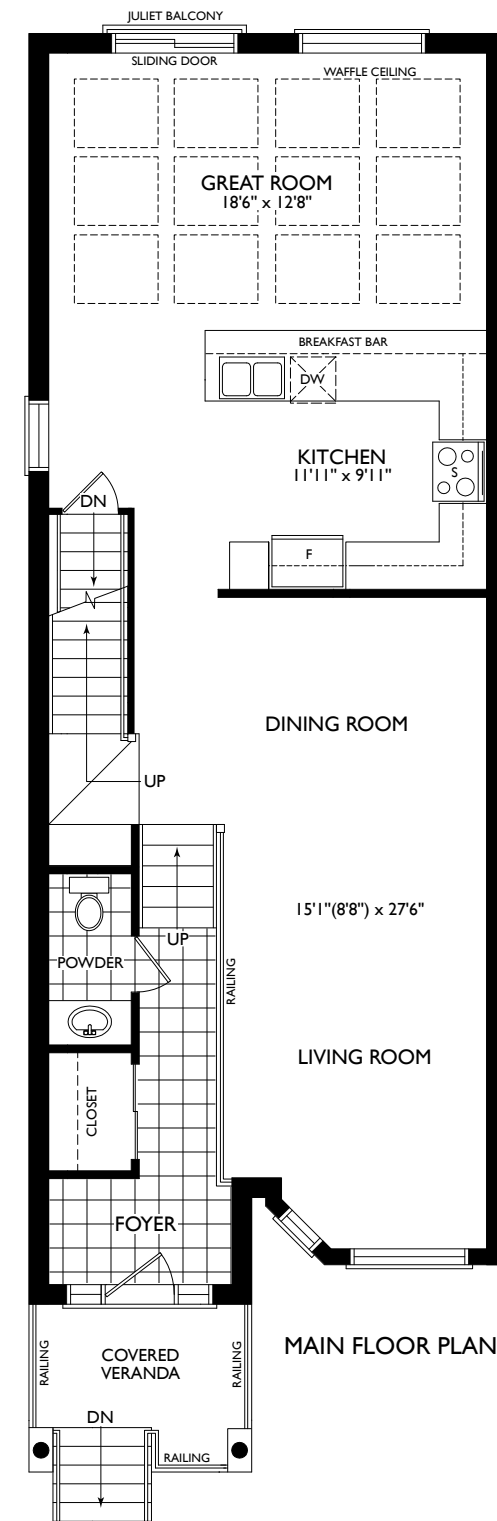 JULIET BALCONY
SLIDING DOOR
WAFFLE CEILING
GREAT ROOM
18'6" x 12'8"
BREAKFAST BAR
DW
KITCHEN
11'11" x 9'11"
S
DN
F
DINING ROOM
UP
15'1"(8'8") x 27'6"
UP
POWDER
RAILING
LIVING ROOM
CLOSET
FOYER
MAIN FLOOR PLAN
COVERED
VERANDA
RAILING
RAILING
DN
RAILING